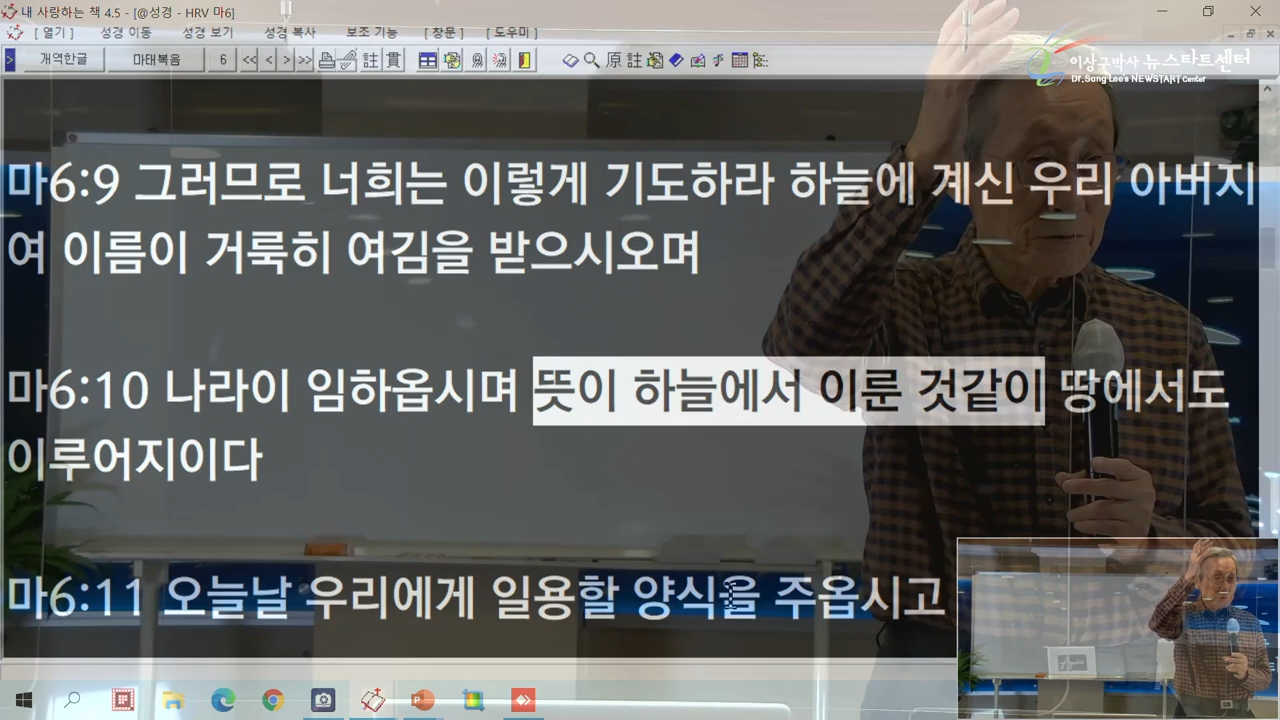 내 사랑하는 책 4.5 - [@성경 - HRV 마6]
[ 열기 ] 성경 이동 성경 보기 성경 복사 보조 기능 [ 창문 ] [ 도우미 ]
개역한글 마태복음 6 << < > >> 註 貫 原 註
이상구박사 뉴스타트센터
Dr.Sang Lee's NEWSTART Center
마6:9 그러므로 너희는 이렇게 기도하라 하늘에 계신 우리 아버지
여 이름이 거룩히 여김을 받으시오며
마6:10 나라이 임하옵시며 뜻이 하늘에서 이룬 것같이 땅에서도
이루어지이다
마6:11 오늘날 우리에게 일용할 양식을 주옵시고